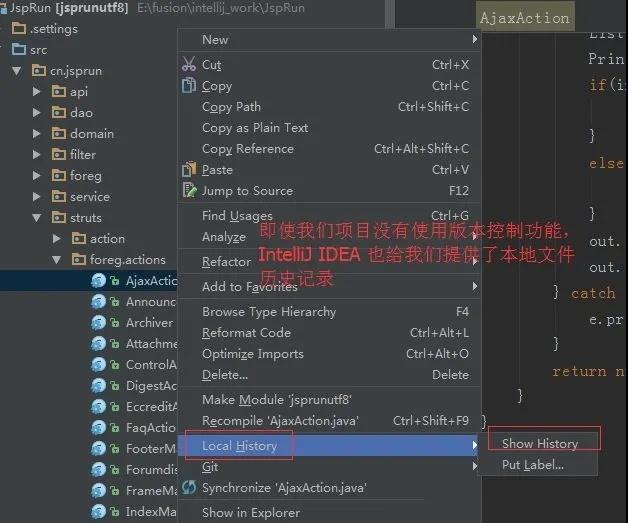 JspRun [jsprunutf8] E:\fusion\intellij_work\JspRun
.settings
src
cn.jsprun
api
dao
domain
filter
foreg
service
struts
action
foreg.actions
AjaxActio
Announc
Archiver
Attachme
ControlA
DigestAc
EccreditA
FaqActio
FooterMa
Forumdis
FrameMa
IndexMa
New
Cut Ctrl+X
Copy Ctrl+C
Copy Path Ctrl+Shift+C
Copy as Plain Text
Copy Reference Ctrl+Alt+Shift+C
Paste Ctrl+V
Jump to Source F12
Find Usages Ctrl+G
Analyze
Refactor
Add to Favorites
Browse Type Hierarchy F4
Reformat Code Ctrl+Alt+L
Optimize Imports Ctrl+Alt+O
Delete... Delete
Make Module 'jsprunutf8'
Recompile 'AjaxAction.java' Ctrl+Shift+F9
Local History
Git
Synchronize 'AjaxAction.java'
Show in Explorer
Show History
Put Label...
即使我们项目没有使用版本控制功能，
IntelliJ IDEA 也给我们提供了本地文件
历史记录
AjaxAction
List
Prin
if(i
}
else
}
out.
out.
} catch
e.pr
}
return n
}
}